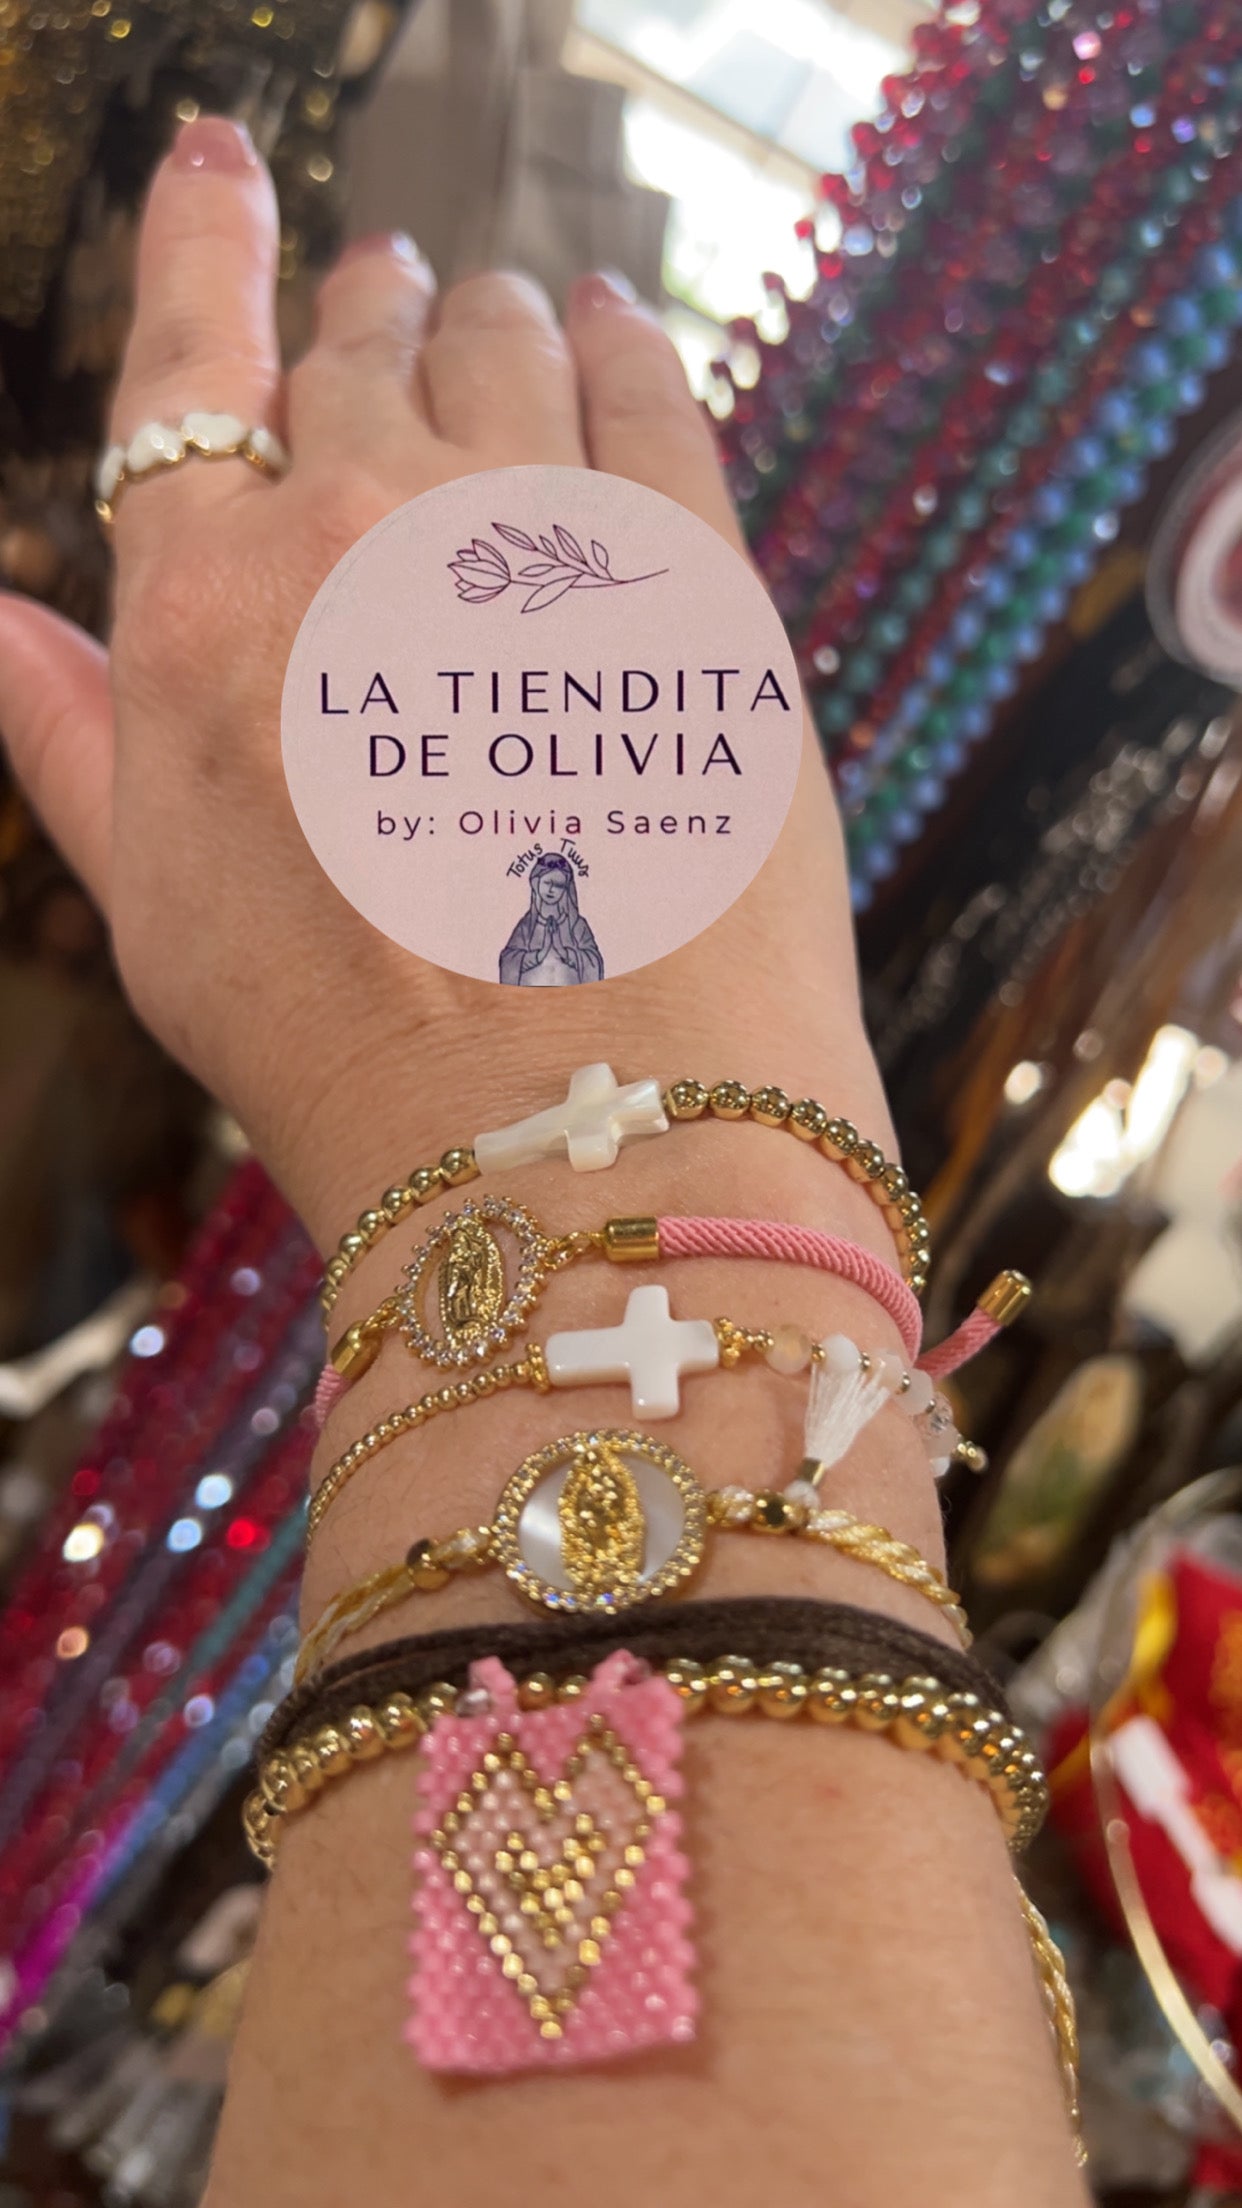 LA TIENDITA
DE OLIVIA
by: Olivia Saenz
Totus Tuus